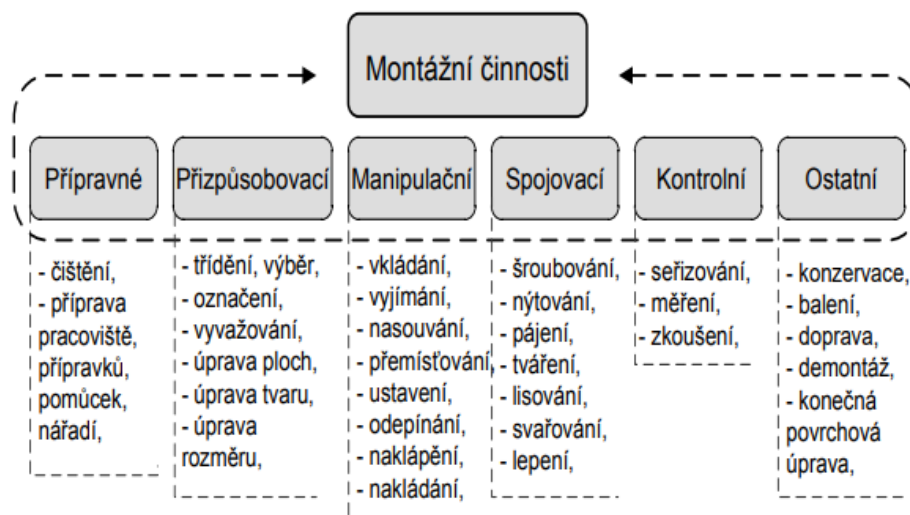 Montážní činnosti
Přípravné
- čištění,
- příprava
pracoviště,
přípravků,
pomůcek,
nářadí,
Přizpůsobovací
- třídění, výběr,
- označení,
- vyvažování,
- úprava ploch,
- úprava tvaru,
- úprava
rozměru,
Manipulační
- vkládání,
- vyjímání,
- nasouvání,
- přemísťování,
- ustavení,
- odepínání,
- naklápění,
- nakládání,
Spojovací
- šroubování,
- nýtování,
- pájení,
- tváření,
- lisování,
- svařování,
- lepení,
Kontrolní
- seřizování,
- měření,
- zkoušení,
Ostatní
- konzervace,
- balení,
- doprava,
- demontáž,
- konečná
povrchová
úprava,